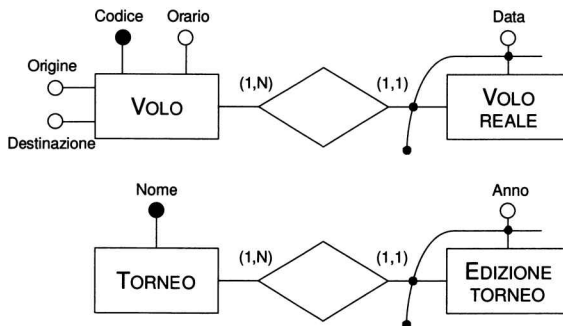 Codice
Orario
Data
Origine
VOLO
(1,N)
(1,1)
VOLO
REALE
Destinazione
Nome
Anno
TORNEO
(1,N)
(1,1)
EDIZIONE
TORNEO